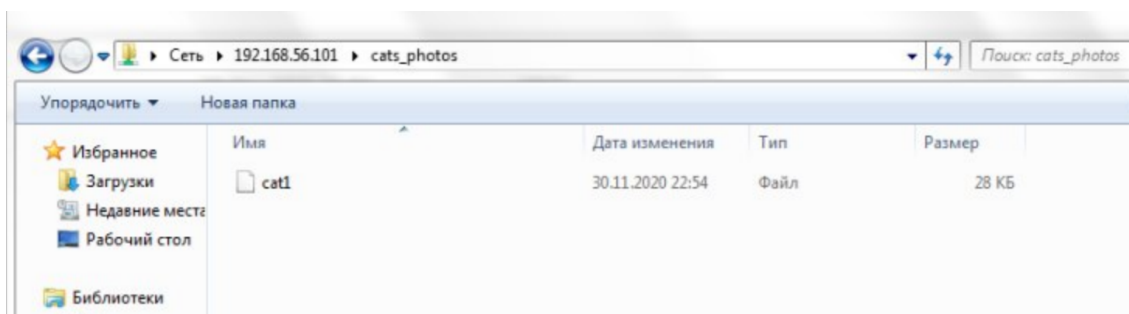 Сеть ▸ 192.168.56.101 ▸ cats_photos Поиск: cats_photos
Упорядочить ▾ Новая папка
Избранное
Загрузки
Недавние места
Рабочий стол
Библиотеки
Имя Дата изменения Тип Размер
cat1 30.11.2020 22:54 Файл 28 КБ